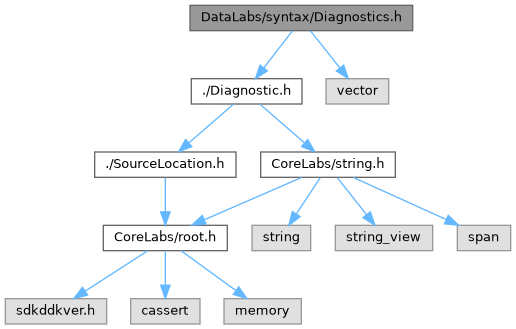 DataLabs/syntax/Diagnostics.h
./Diagnostic.h
vector
./SourceLocation.h
CoreLabs/string.h
CoreLabs/root.h
string
string_view
span
sdkddkver.h
cassert
memory